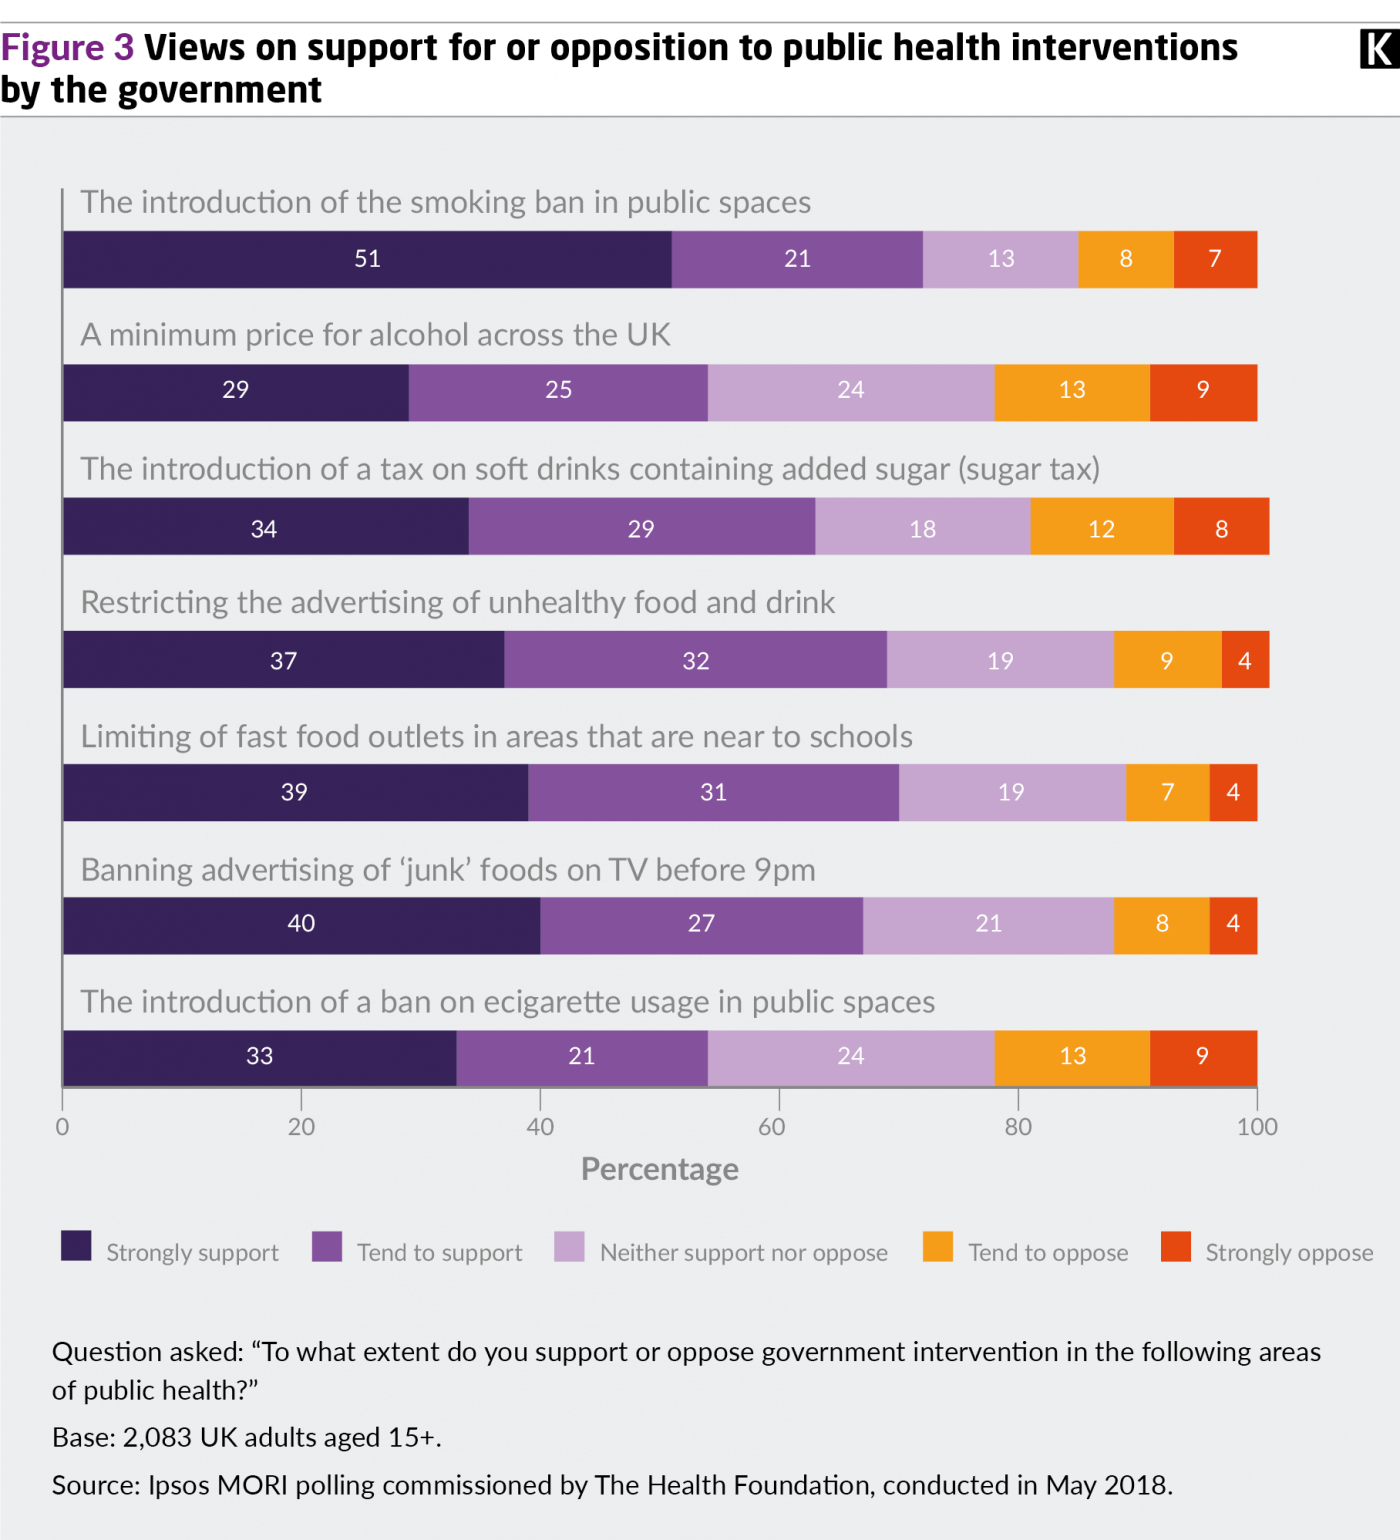 Figure 3 Views on support for or opposition to public health interventions
by the government
K
The introduction of the smoking ban in public spaces
51 21 13 8 7
A minimum price for alcohol across the UK
29 25 24 13 9
The introduction of a tax on soft drinks containing added sugar (sugar tax)
34 29 18 12 8
Restricting the advertising of unhealthy food and drink
37 32 19 9 4
Limiting of fast food outlets in areas that are near to schools
39 31 19 7 4
Banning advertising of ‘junk’ foods on TV before 9pm
40 27 21 8 4
The introduction of a ban on ecigarette usage in public spaces
33 21 24 13 9
0 20 40 60 80 100
Percentage
Strongly support Tend to support Neither support nor oppose Tend to oppose Strongly oppose
Question asked: “To what extent do you support or oppose government intervention in the following areas
of public health?”
Base: 2,083 UK adults aged 15+.
Source: Ipsos MORI polling commissioned by The Health Foundation, conducted in May 2018.